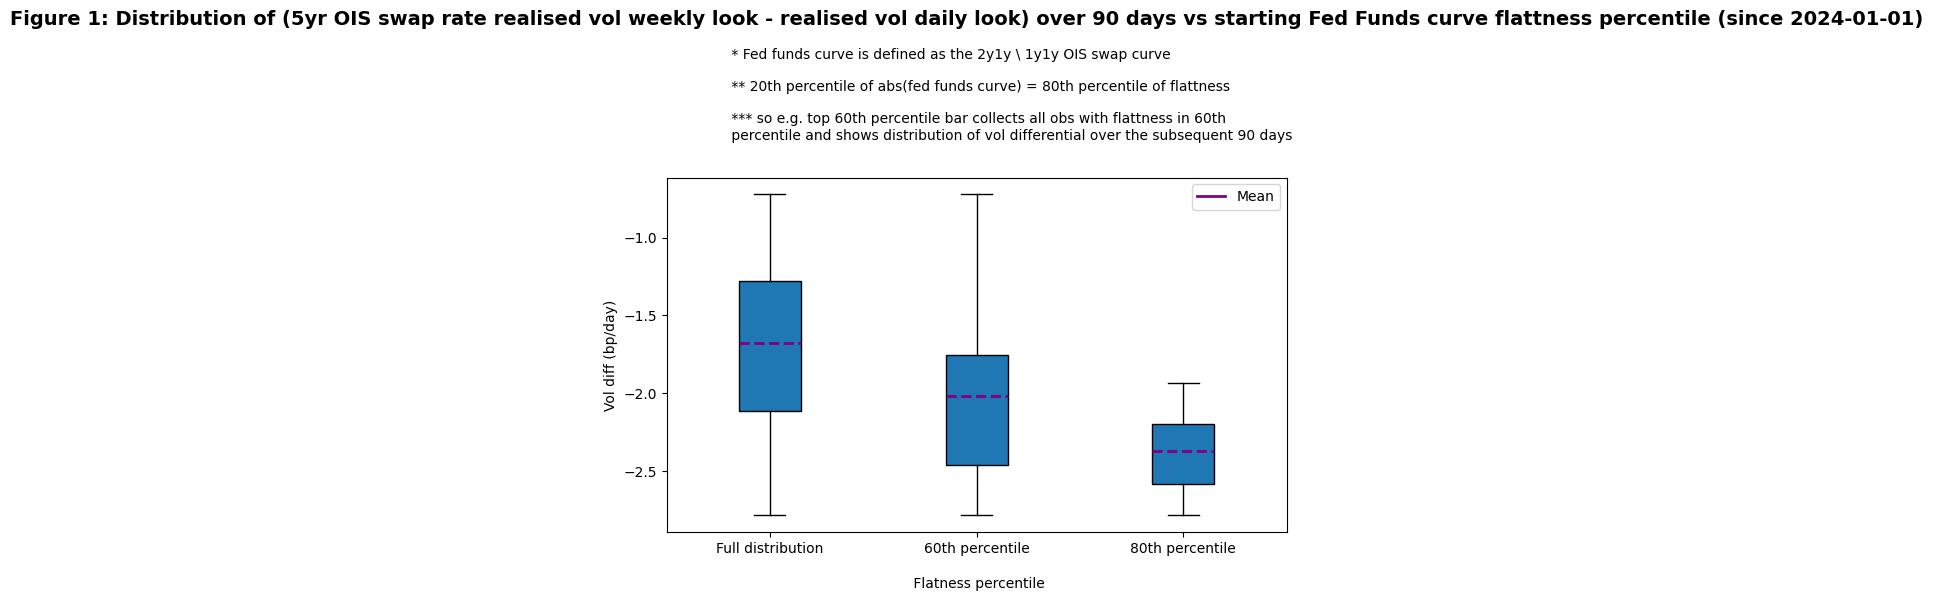 Figure 1: Distribution of (5yr OIS swap rate realised vol weekly look - realised vol daily look) over 90 days vs starting Fed Funds curve flattness percentile (since 2024-01-01)
* Fed funds curve is defined as the 2y1y \ 1y1y OIS swap curve
** 20th percentile of abs(fed funds curve) = 80th percentile of flattness
*** so e.g. top 60th percentile bar collects all obs with flattness in 60th
percentile and shows distribution of vol differential over the subsequent 90 days
Mean
−1.0
−1.5
−2.0
−2.5
Vol diff (bp/day)
Full distribution
60th percentile
80th percentile
Flatness percentile